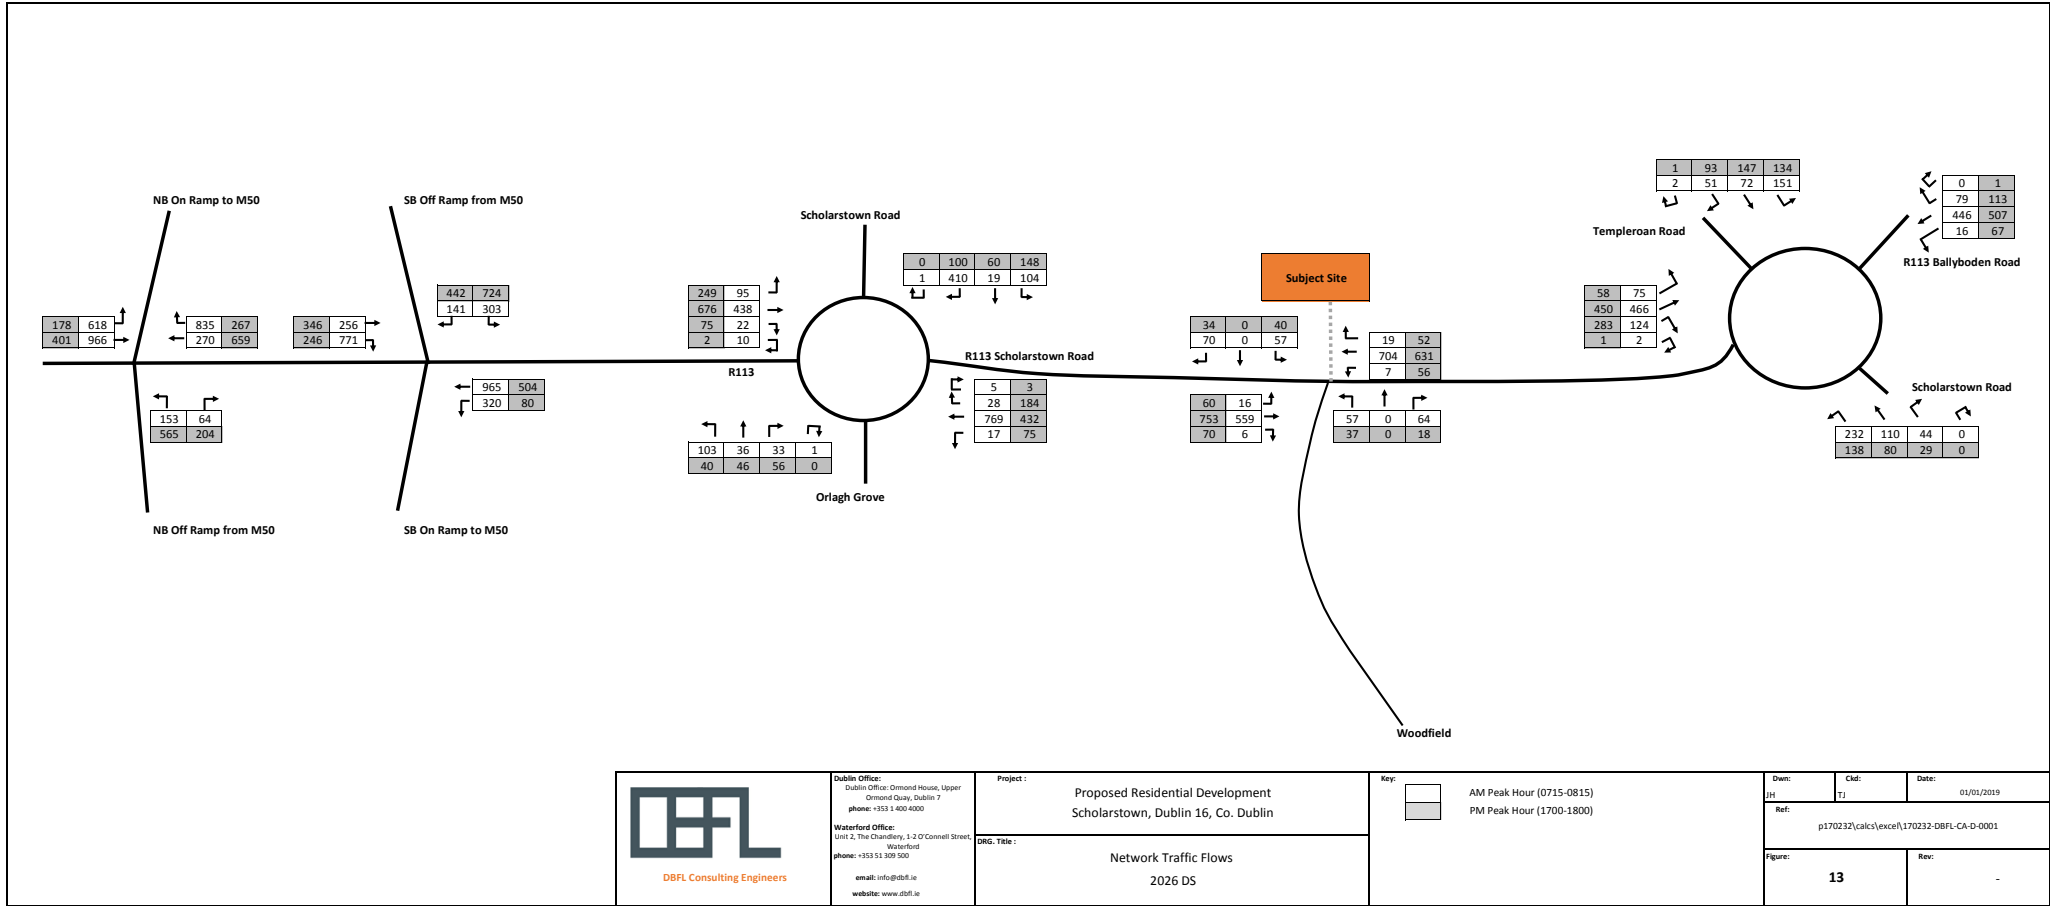 1 93 147 134
2 51 72 151
0 1
79 113
446 507
16 67
NB On Ramp to M50
SB Off Ramp from M50
Scholarstown Road
Templeroan Road
R113 Ballyboden Road
0 100 60 148
1 410 19 104
Subject Site
442 724
141 303
249 95
676 438
75 22
2 10
58 75
450 466
283 124
1 2
178 618
401 966
835 267
270 659
346 256
246 771
34 0 40
70 0 57
19 52
704 631
7 56
R113
R113 Scholarstown Road
Scholarstown Road
965 504
320 80
5 3
28 184
769 432
17 75
60 16
753 559
70 6
57 0 64
37 0 18
153 64
565 204
103 36 33 1
40 46 56 0
232 110 44 0
138 80 29 0
Orlagh Grove
NB Off Ramp from M50
SB On Ramp to M50
Woodfield
DBFL
DBFL Consulting Engineers
Dublin Office:
Dublin Office: Ormond House, Upper
Ormond Quay, Dublin 7
phone: +353 1 400 4000
Waterford Office:
Unit 2, The Chandlery, 1-2 O'Connell Street,
Waterford
phone: +353 51 309 500
email: info@dbfl.ie
website: www.dbfl.ie
Project :
Proposed Residential Development
Scholarstown, Dublin 16, Co. Dublin
DRG. Title :
Network Traffic Flows
2026 DS
Key:
AM Peak Hour (0715-0815)
PM Peak Hour (1700-1800)
Dwn:
JH
Ckd:
TJ
Date:
01/01/2019
Ref:
p170232\calcs\excel\170232-DBFL-CA-D-0001
Figure:
13
Rev:
-